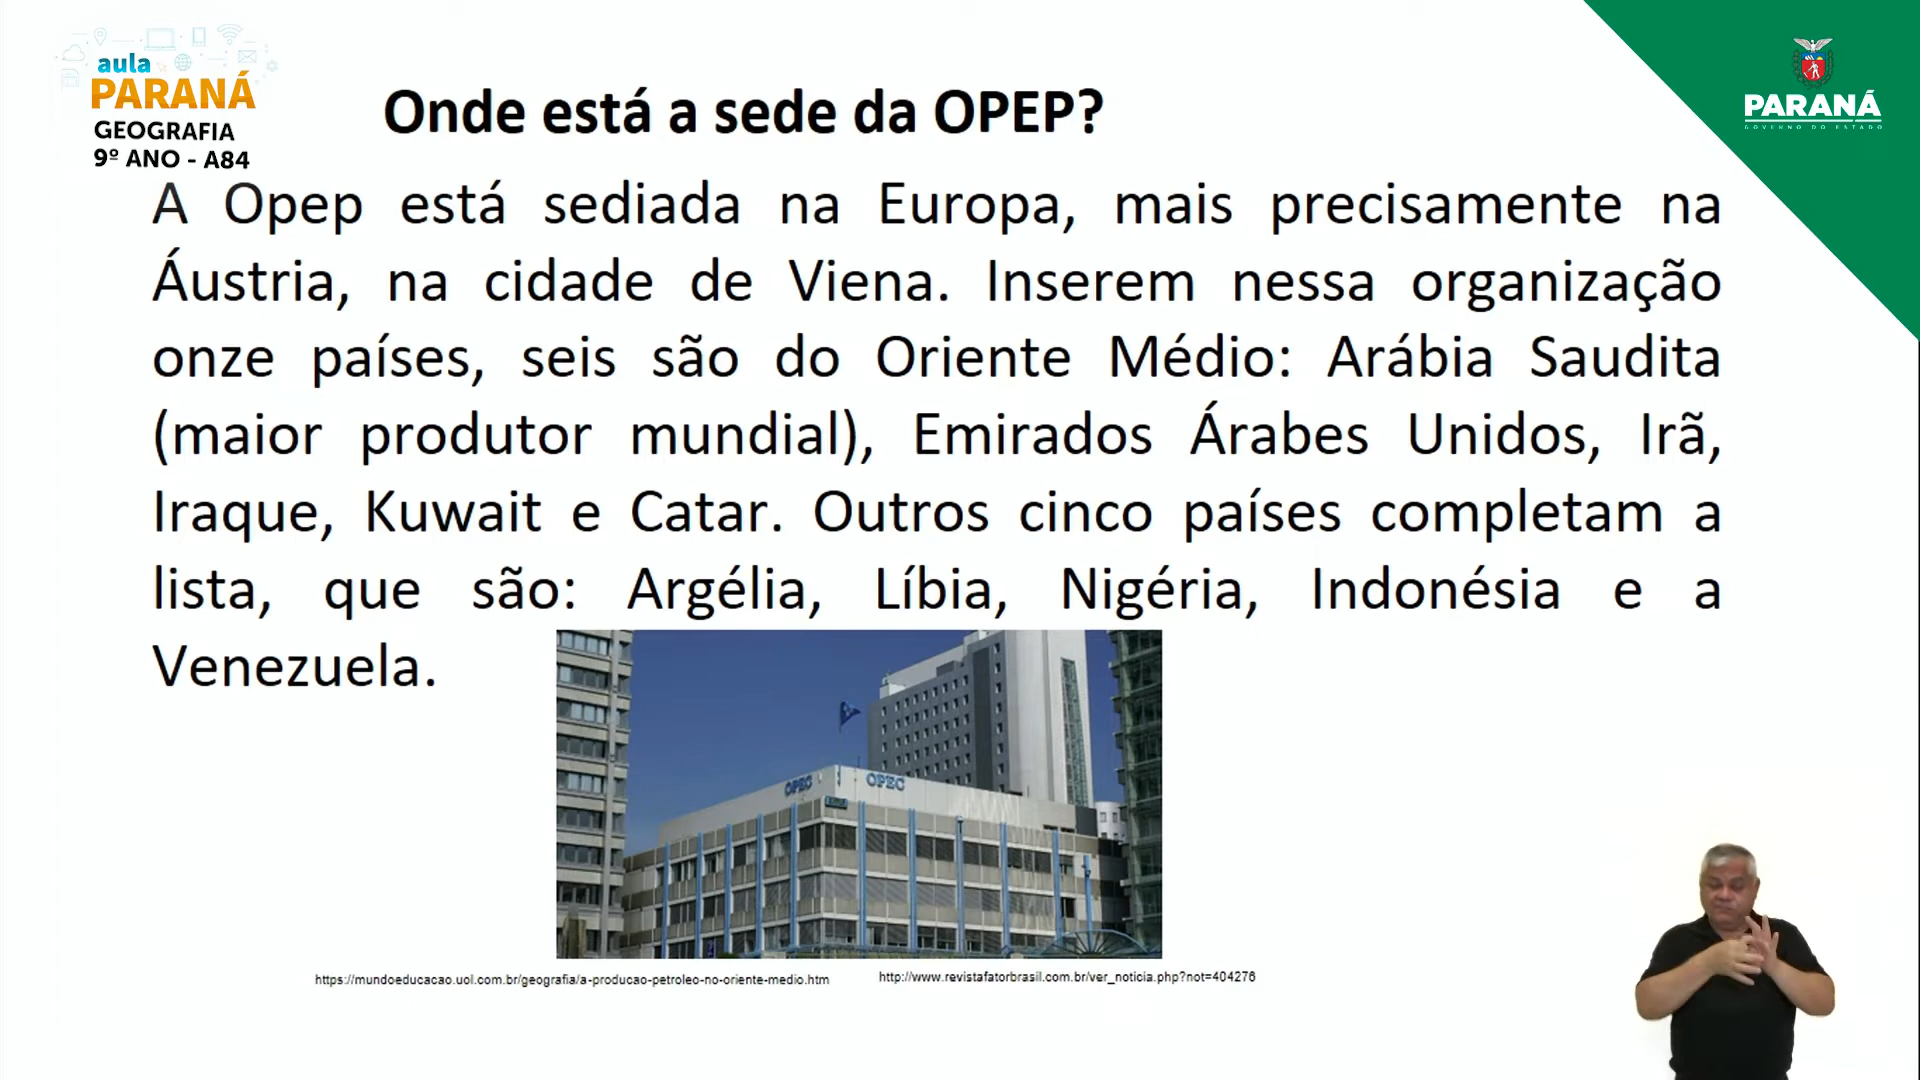 aula
PARANÁ
GEOGRAFIA
9º ANO - A84
PARANÁ
GOVERNO DO ESTADO
Onde está a sede da OPEP?
A Opep está sediada na Europa, mais precisamente na
Áustria, na cidade de Viena. Inserem nessa organização
onze países, seis são do Oriente Médio: Arábia Saudita
(maior produtor mundial), Emirados Árabes Unidos, Irã,
Iraque, Kuwait e Catar. Outros cinco países completam a
lista, que são: Argélia, Líbia, Nigéria, Indonésia e a
Venezuela.
OPEC
OPEC
https://mundoeducacao.uol.com.br/geografia/a-producao-petroleo-no-oriente-medio.htm
http://www.revistafatorbrasil.com.br/ver_noticia.php?not=404276